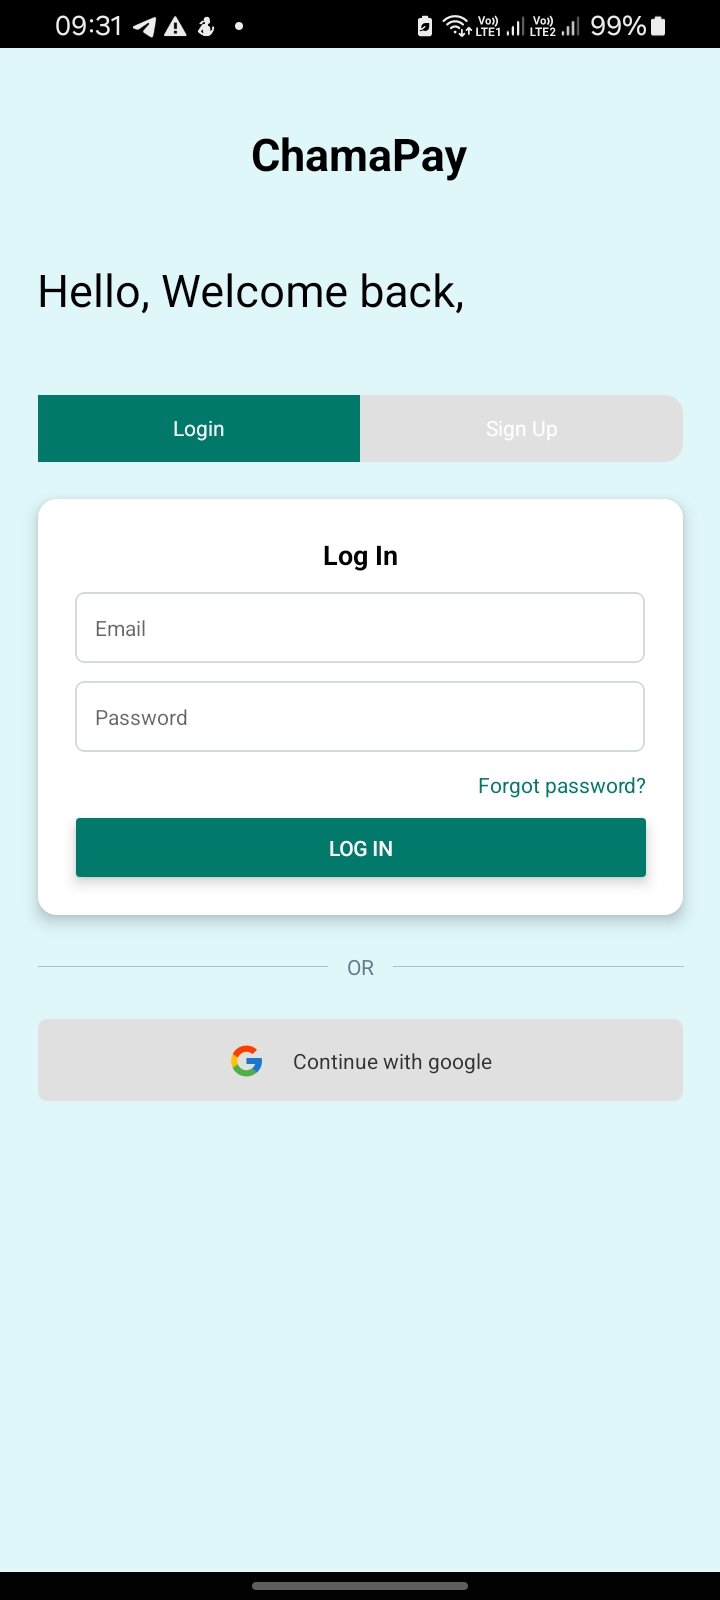 09:31 Vo)) LTE1 Vo)) LTE2 99%
ChamaPay
Hello, Welcome back,
Login Sign Up
Log In
Email
Password
Forgot password?
LOG IN
OR
Continue with google